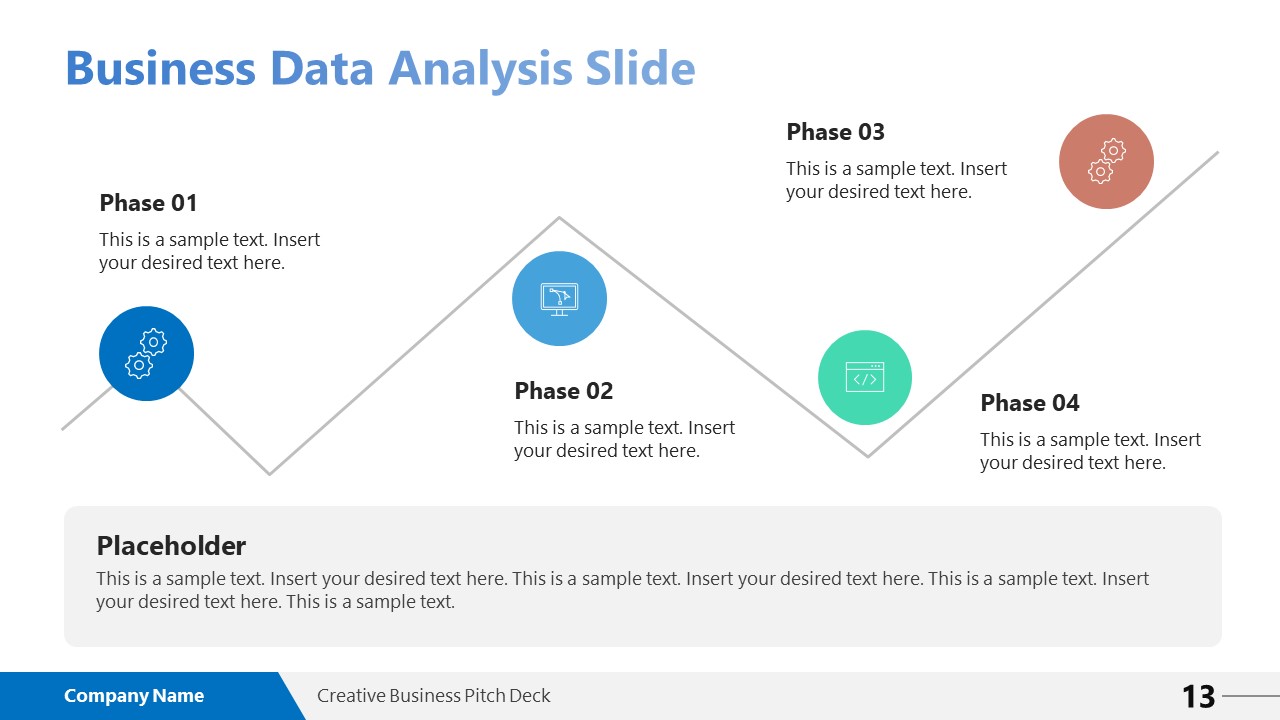 Business Data Analysis Slide
Phase 01
This is a sample text. Insert
your desired text here.
Phase 02
This is a sample text. Insert
your desired text here.
Phase 03
This is a sample text. Insert
your desired text here.
Phase 04
This is a sample text. Insert
your desired text here.
Placeholder
This is a sample text. Insert your desired text here. This is a sample text. Insert your desired text here. This is a sample text. Insert
your desired text here. This is a sample text.
Company Name
Creative Business Pitch Deck
13